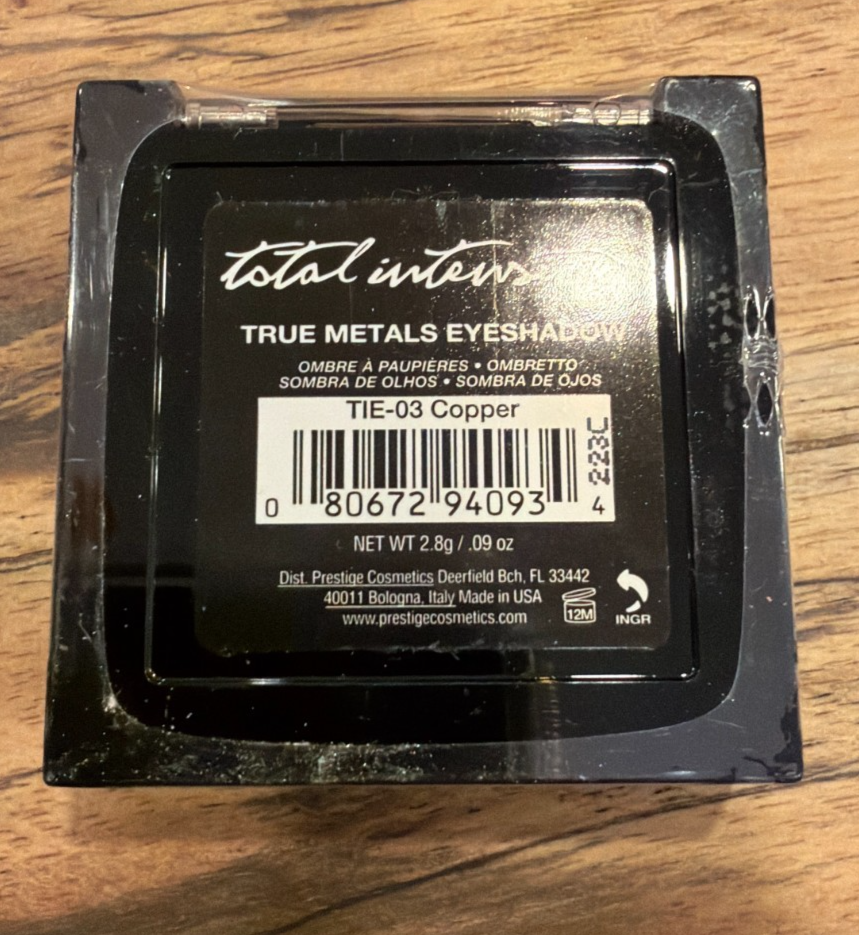 total intens
TRUE METALS EYESHADOW
OMBRE À PAUPIÈRES • OMBRETTO
SOMBRA DE OLHOS • SOMBRA DE OJOS
TIE-03 Copper
223C
0 80672 94093 4
NET WT 2.8g / .09 oz
Dist. Prestige Cosmetics Deerfield Bch, FL 33442
40011 Bologna, Italy Made in USA
www.prestigecosmetics.com
12M
INGR